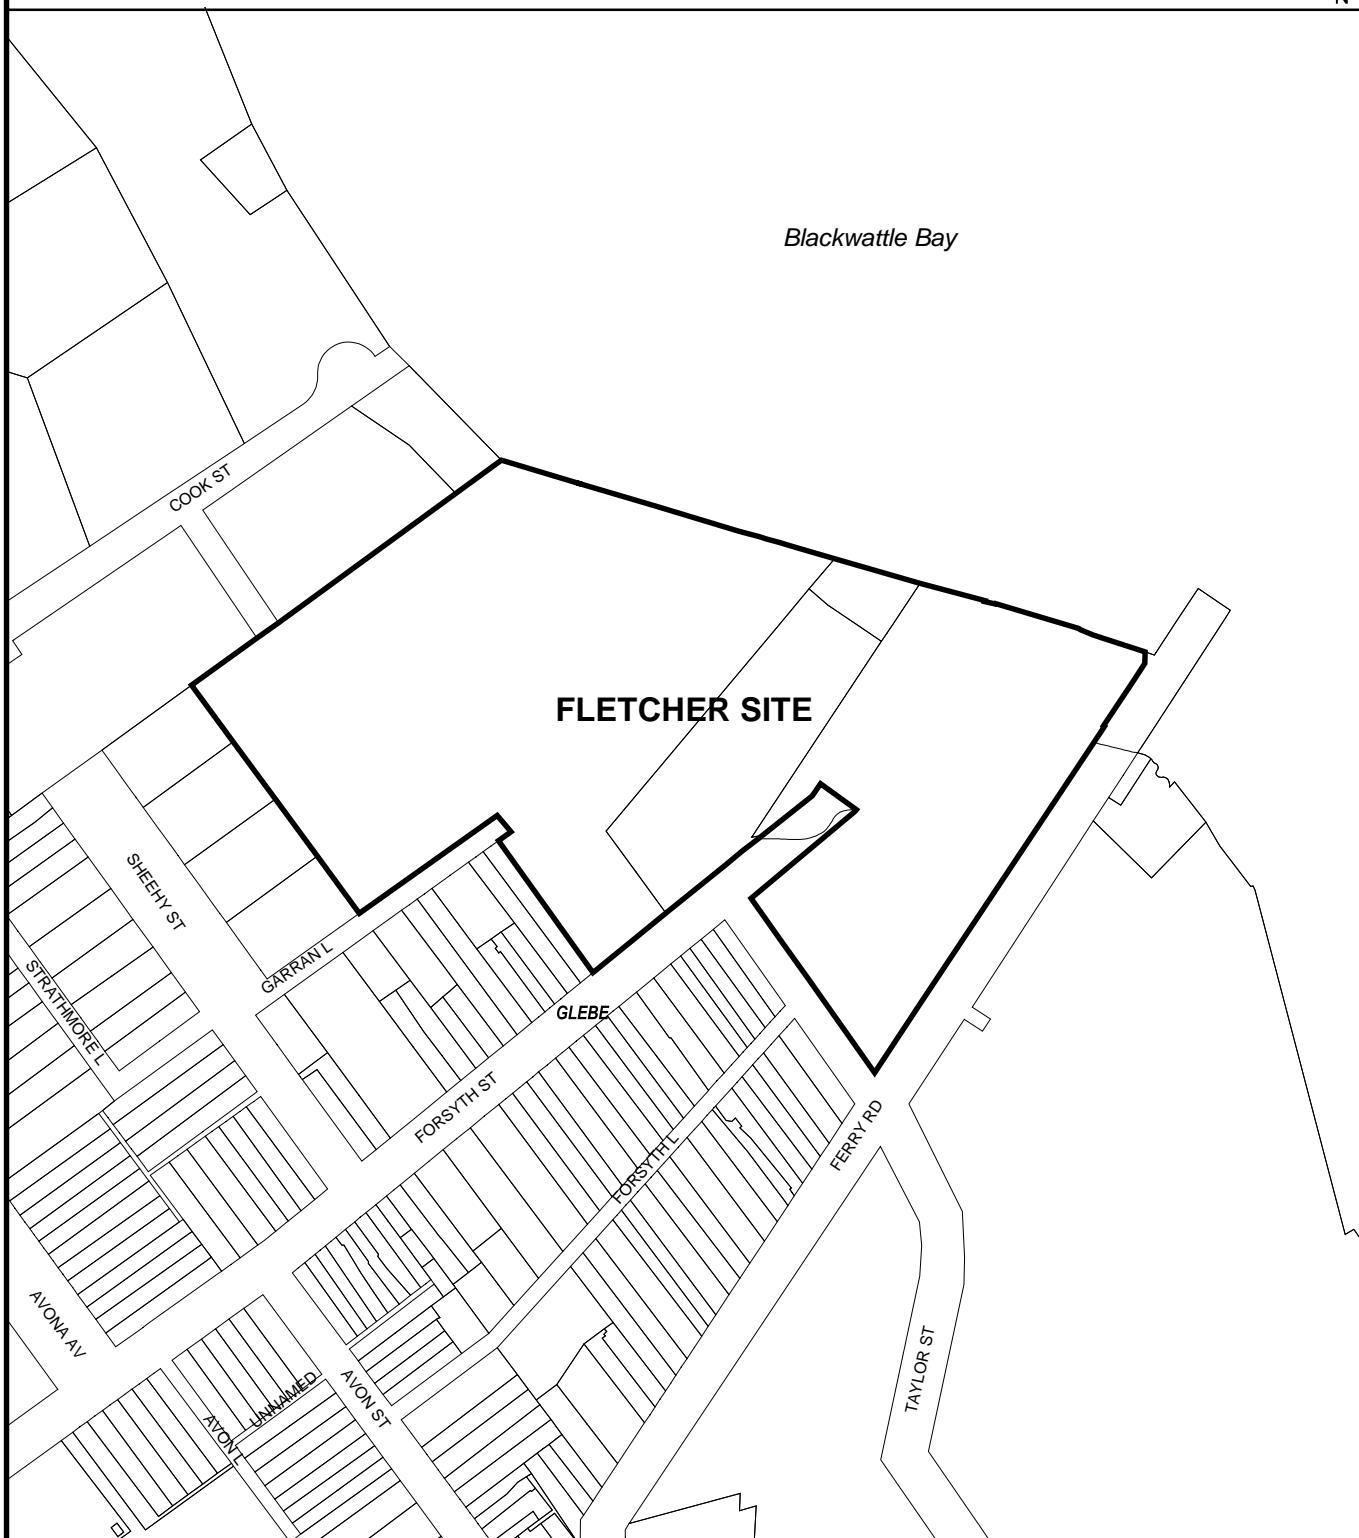 Blackwattle Bay
COOK ST
FLETCHER SITE
SHEEHY ST
GARRAN L
STRATHMORE L
GLEBE
FORSYTH ST
FERRY RD
FORSYTH L
AVONA AV
TAYLOR ST
UNNAMED
AVON ST
AVON L